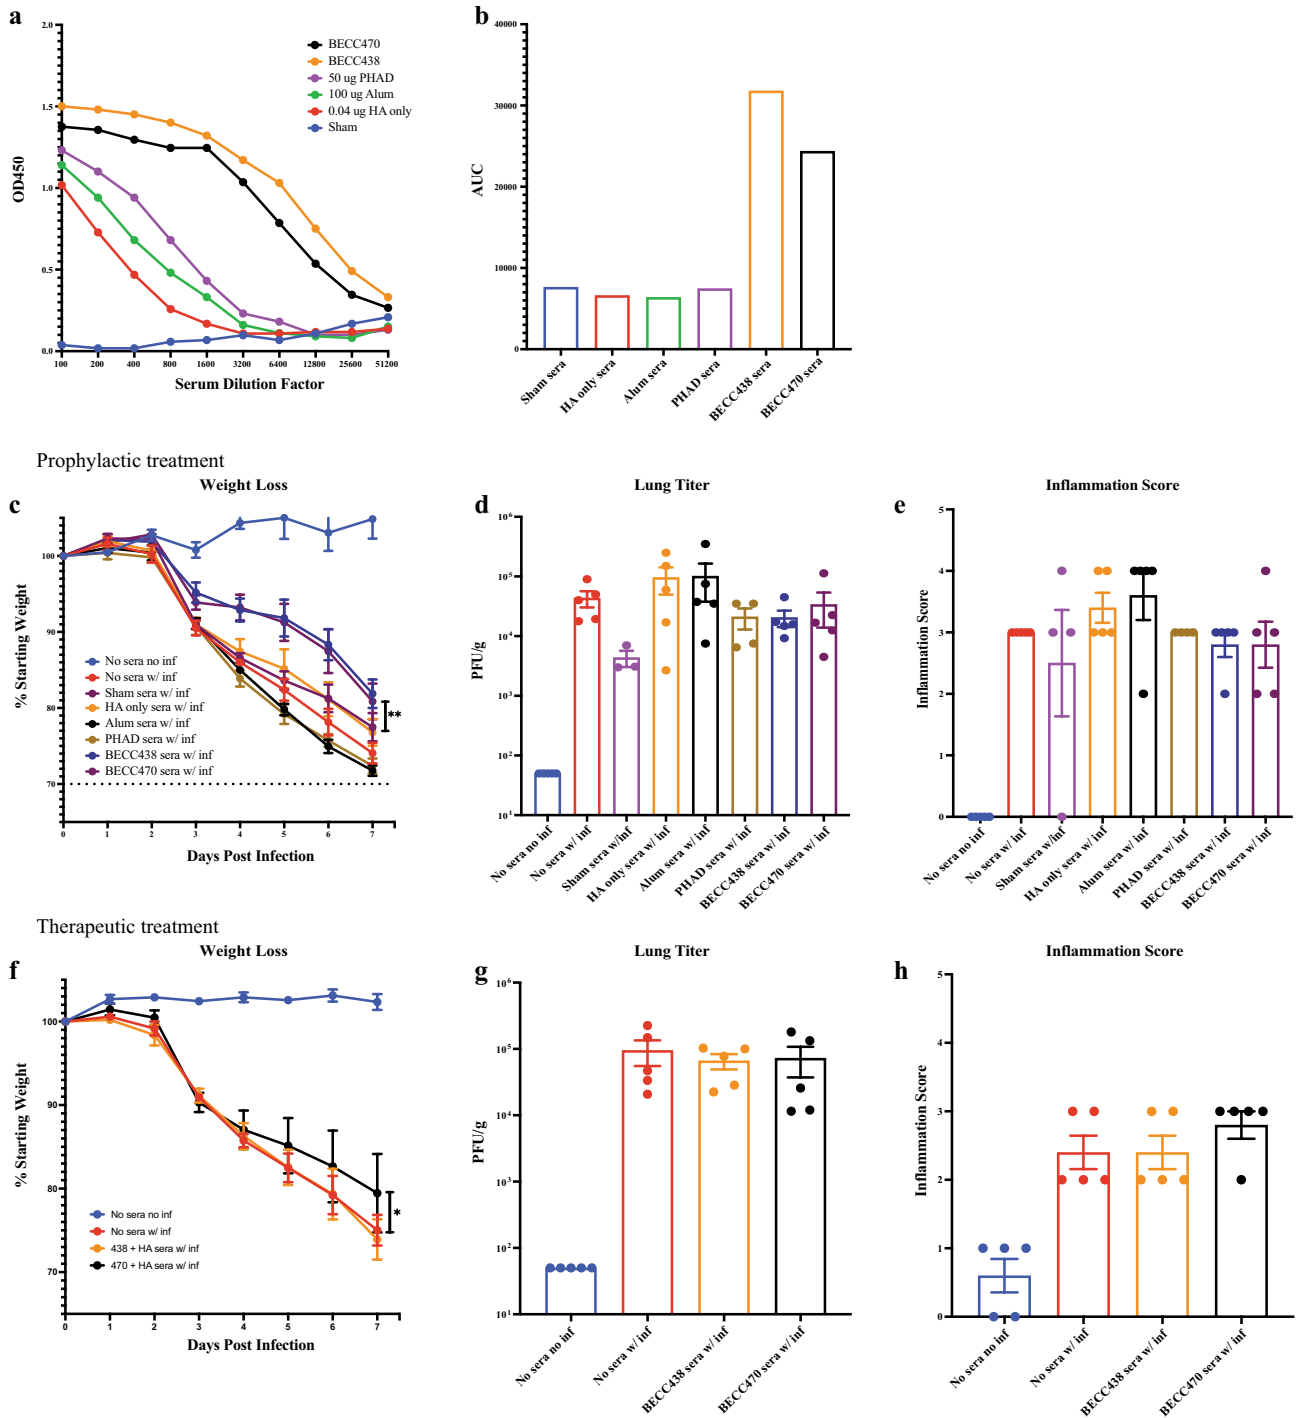 a
2.0
1.5
1.0
0.5
0.0
OD450
100 200 400 800 1600 3200 6400 12800 25600 51200
Serum Dilution Factor
BECC470
BECC438
50 ug PHAD
100 ug Alum
0.04 ug HA only
Sham
b
40000
30000
20000
10000
0
AUC
Sham sera
HA only sera
Alum sera
PHAD sera
BECC438 sera
BECC470 sera
Prophylactic treatment
c
Weight Loss
100
90
80
70
% Starting Weight
0 1 2 3 4 5 6 7
Days Post Infection
No sera no inf
No sera w/ inf
Sham sera w/ inf
HA only sera w/ inf
Alum sera w/ inf
PHAD sera w/ inf
BECC438 sera w/ inf
BECC470 sera w/ inf
**
d
Lung Titer
10⁶
10⁵
10⁴
10³
10²
10¹
PFU/g
No sera no inf
No sera w/ inf
Sham sera w/inf
HA only sera w/ inf
Alum sera w/ inf
PHAD sera w/ inf
BECC438 sera w/ inf
BECC470 sera w/ inf
e
Inflammation Score
5
4
3
2
1
0
Inflammation Score
No sera no inf
No sera w/ inf
Sham sera w/inf
HA only sera w/ inf
Alum sera w/ inf
PHAD sera w/ inf
BECC438 sera w/ inf
BECC470 sera w/ inf
Therapeutic treatment
f
Weight Loss
100
90
80
70
% Starting Weight
0 1 2 3 4 5 6 7
Days Post Infection
No sera no inf
No sera w/ inf
438 + HA sera w/ inf
470 + HA sera w/ inf
*
g
Lung Titer
10⁶
10⁵
10⁴
10³
10²
10¹
PFU/g
No sera no inf
No sera w/ inf
BECC438 sera w/ inf
BECC470 sera w/ inf
h
Inflammation Score
5
4
3
2
1
0
Inflammation Score
No sera no inf
No sera w/ inf
BECC438 sera w/ inf
BECC470 sera w/ inf